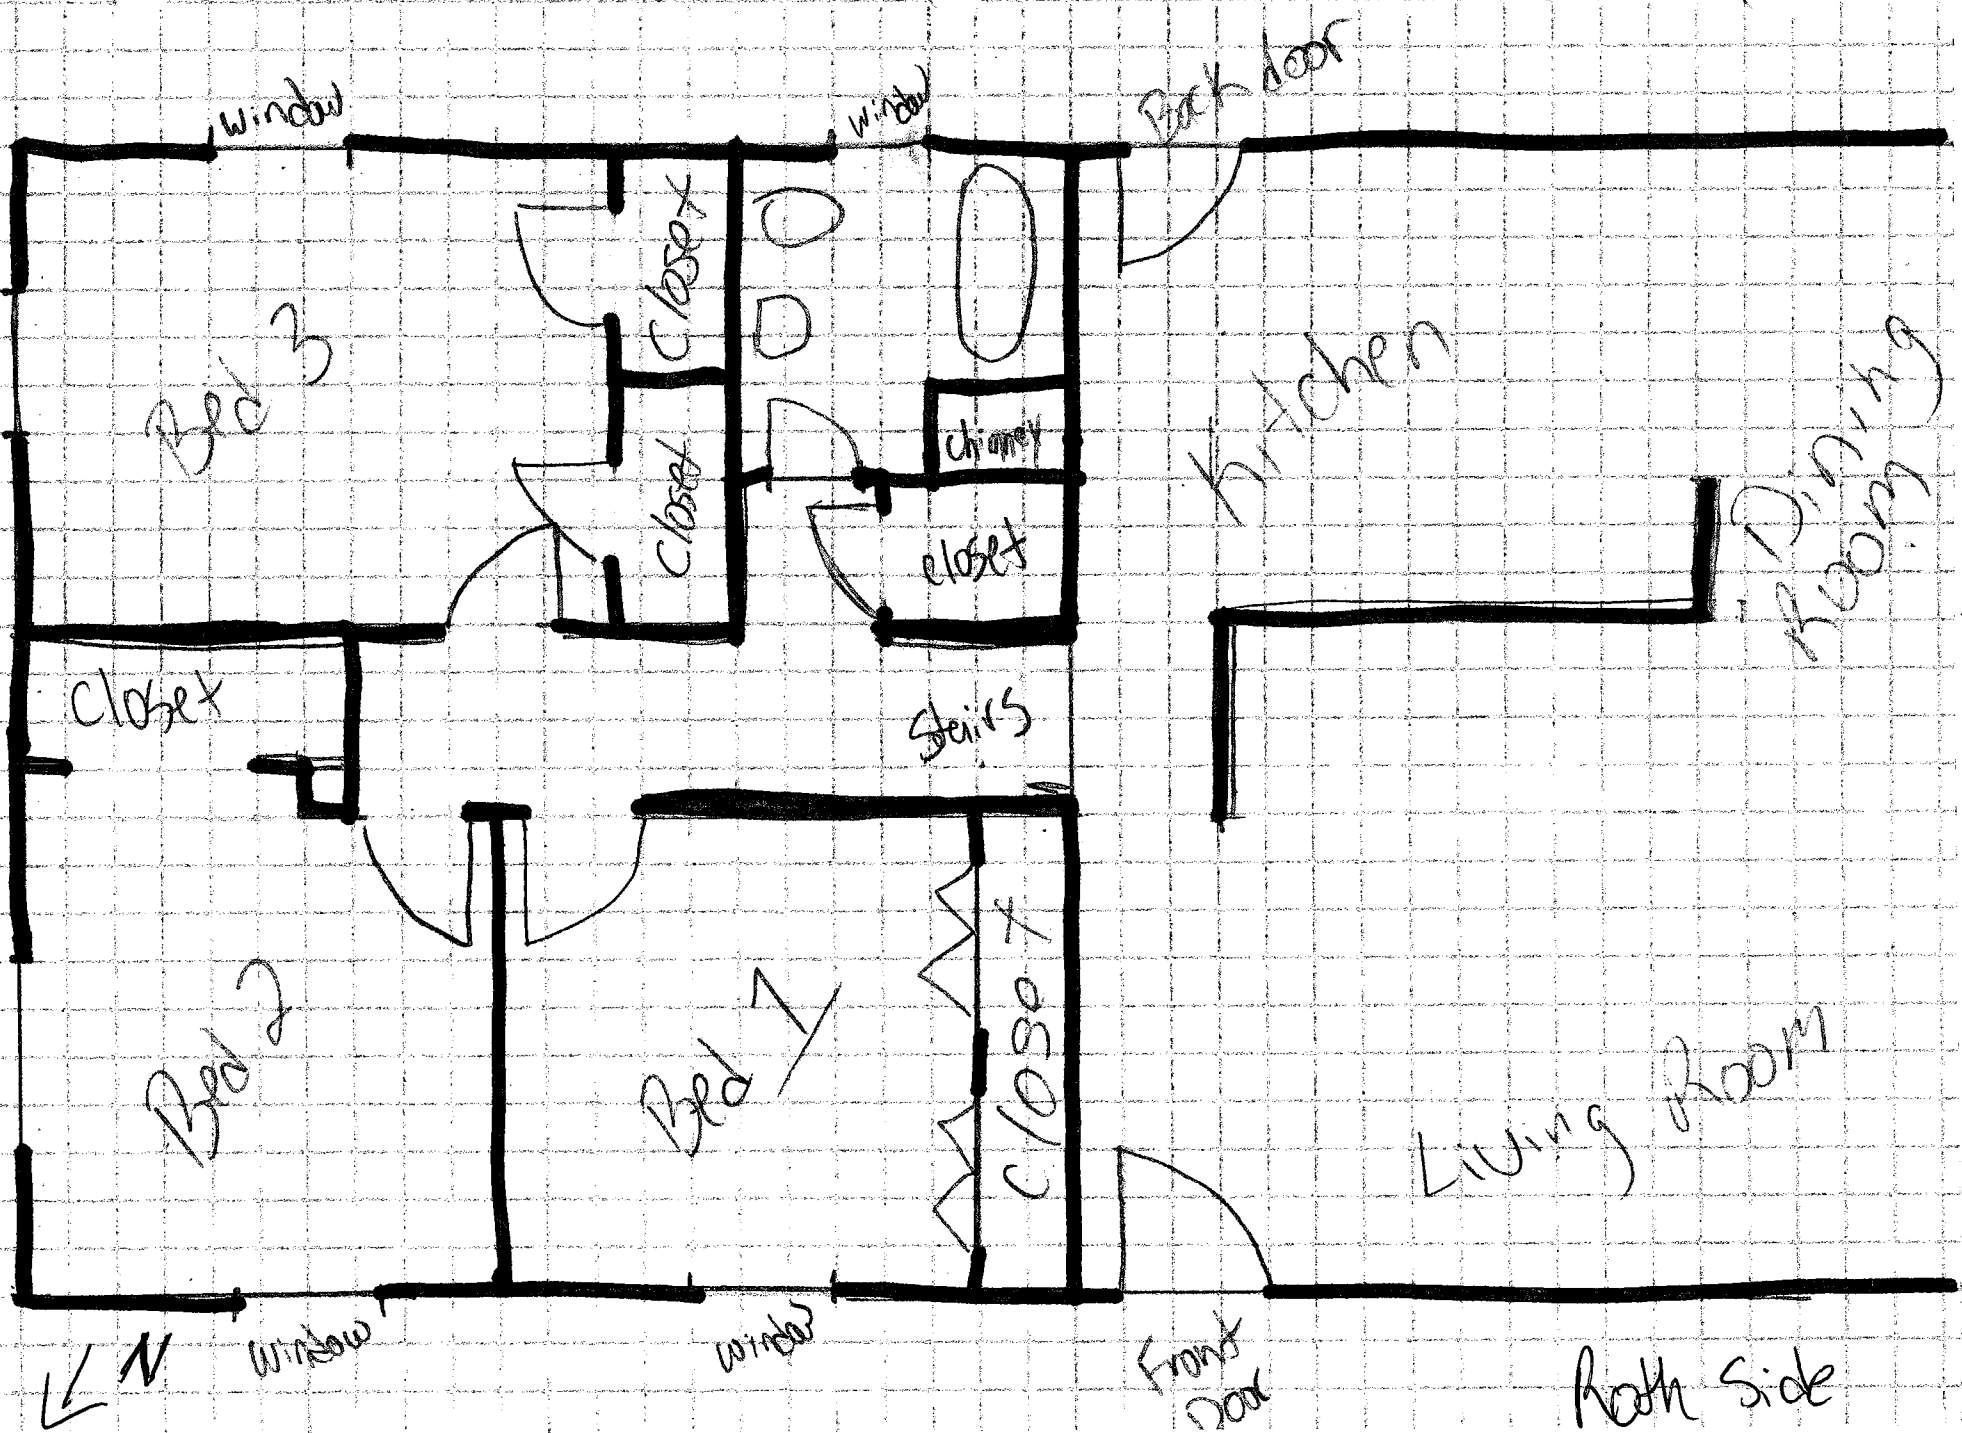 window
window
Back door
Closet
Bed 3
Kitchen
Dining
Room
chimney
Closet
closet
Closet
Stairs
Bed 2
Bed 1
Closet
Living Room
N
window
window
Front
Door
Roth Side